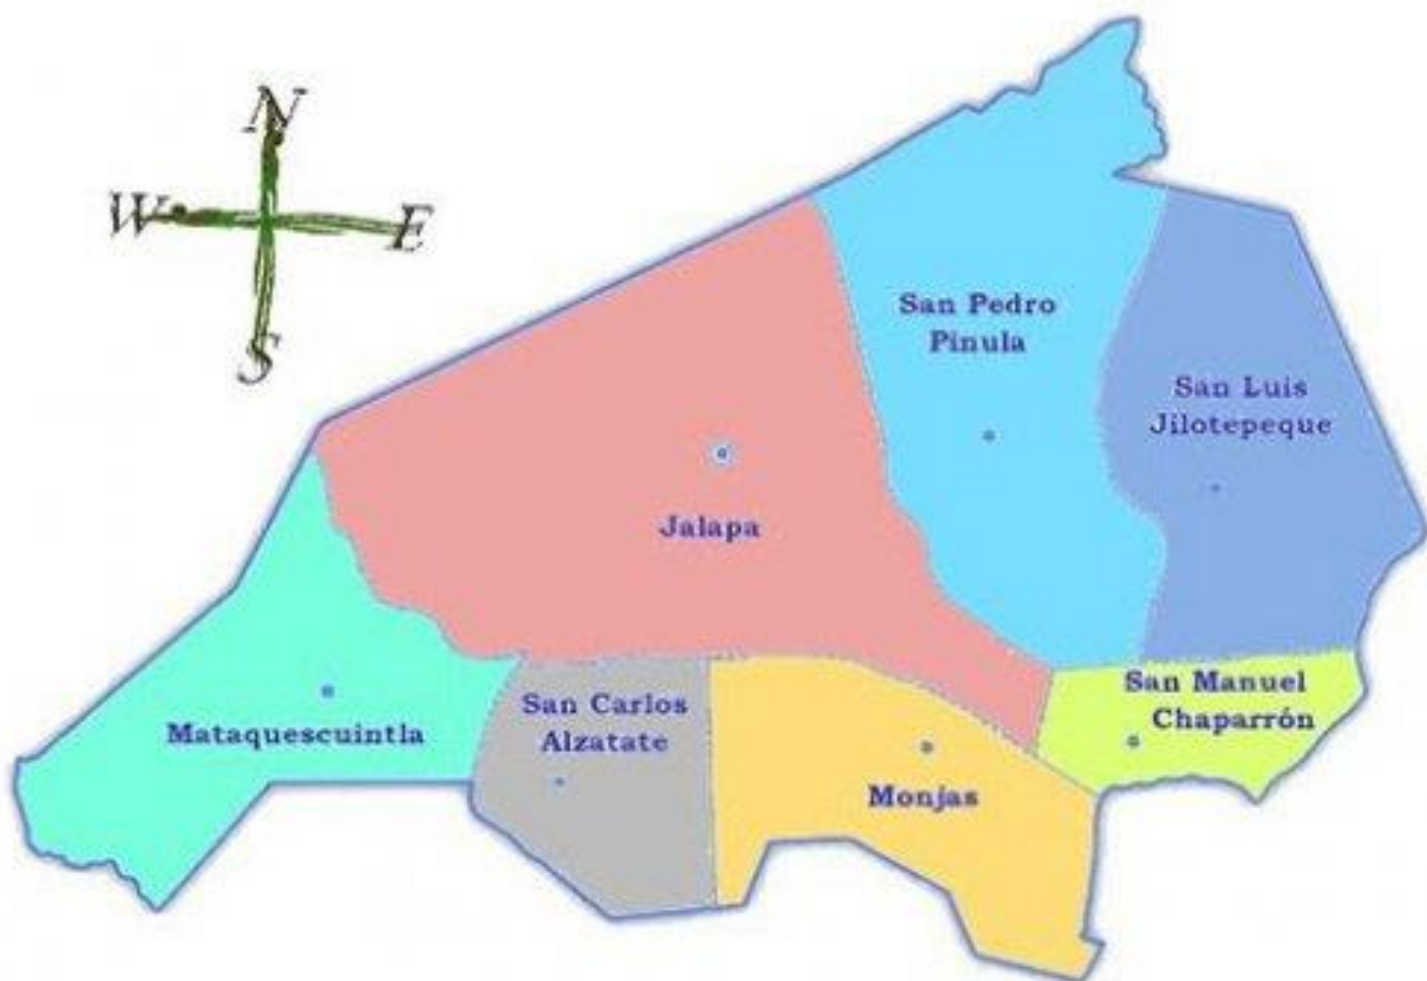 N
W
E
S
San Pedro
Pinula
San Luis
Jilotepeque
Jalapa
San Manuel
Chaparrón
San Carlos
Alzatate
Mataquescuintla
Monjas